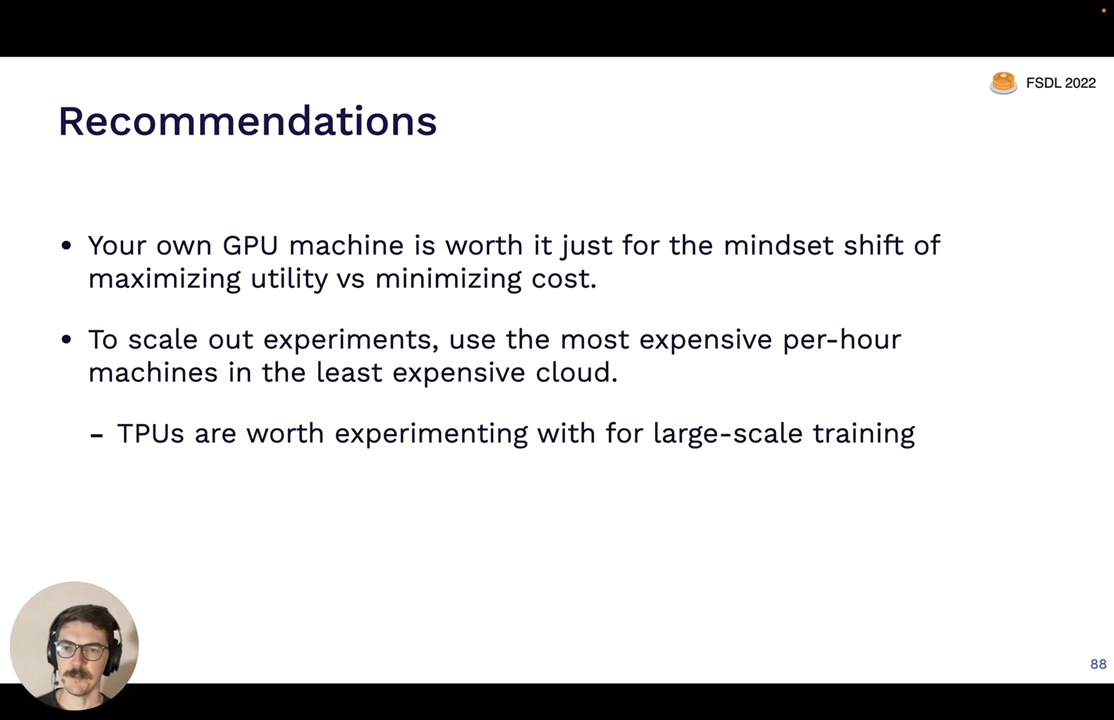 FSDL 2022
Recommendations
• Your own GPU machine is worth it just for the mindset shift of
maximizing utility vs minimizing cost.
• To scale out experiments, use the most expensive per-hour
machines in the least expensive cloud.
– TPUs are worth experimenting with for large-scale training
88